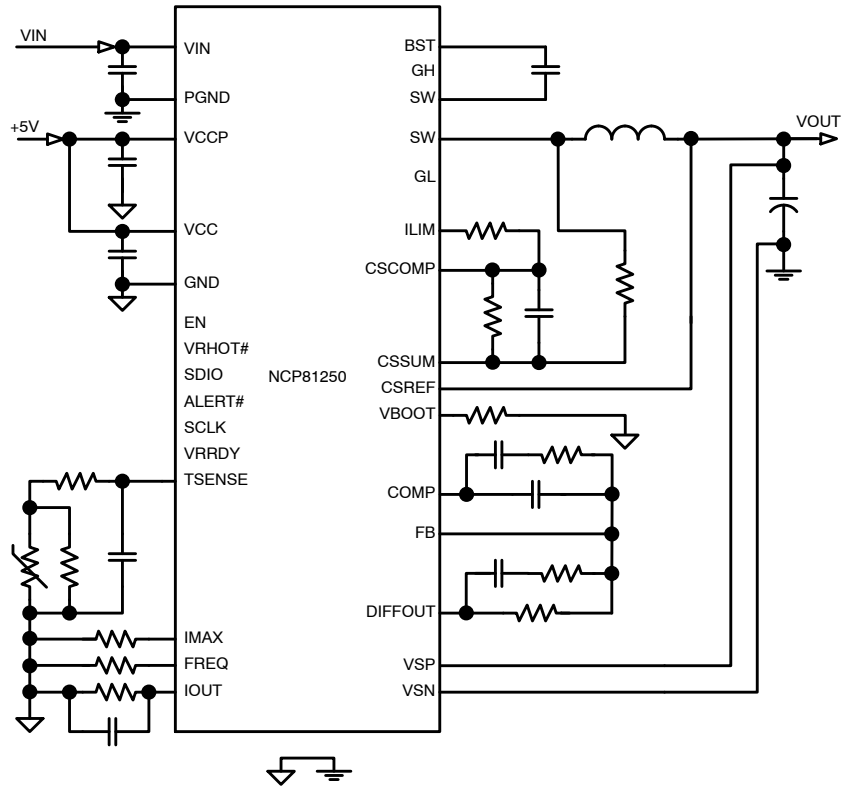 VIN
VIN
PGND
+5V
VCCP
VCC
GND
EN
VRHOT#
SDIO
ALERT#
SCLK
VRRDY
TSENSE
IMAX
FREQ
IOUT
NCP81250
BST
GH
SW
SW
GL
ILIM
CSCOMP
CSSUM
CSREF
VBOOT
COMP
FB
DIFFOUT
VSP
VSN
VOUT